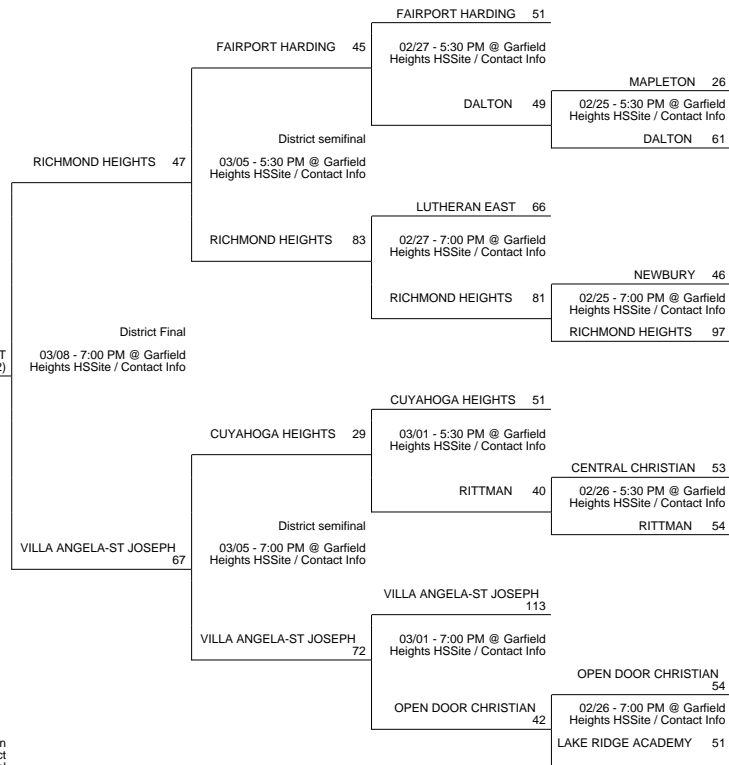 FAIRPORT HARDING 51
FAIRPORT HARDING 45
02/27 - 5:30 PM @ Garfield
Heights HSSite / Contact Info
MAPLETON 26
DALTON 49
02/25 - 5:30 PM @ Garfield
Heights HSSite / Contact Info
DALTON 61
District semifinal
RICHMOND HEIGHTS 47
03/05 - 5:30 PM @ Garfield
Heights HSSite / Contact Info
LUTHERAN EAST 66
RICHMOND HEIGHTS 83
02/27 - 7:00 PM @ Garfield
Heights HSSite / Contact Info
NEWBURY 46
RICHMOND HEIGHTS 81
02/25 - 7:00 PM @ Garfield
Heights HSSite / Contact Info
RICHMOND HEIGHTS 97
District Final
T
2)
03/08 - 7:00 PM @ Garfield
Heights HSSite / Contact Info
CUYAHOGA HEIGHTS 51
CUYAHOGA HEIGHTS 29
03/01 - 5:30 PM @ Garfield
Heights HSSite / Contact Info
CENTRAL CHRISTIAN 53
RITTMAN 40
02/26 - 5:30 PM @ Garfield
Heights HSSite / Contact Info
RITTMAN 54
District semifinal
VILLA ANGELA-ST JOSEPH
67
03/05 - 7:00 PM @ Garfield
Heights HSSite / Contact Info
VILLA ANGELA-ST JOSEPH
113
VILLA ANGELA-ST JOSEPH
72
03/01 - 7:00 PM @ Garfield
Heights HSSite / Contact Info
OPEN DOOR CHRISTIAN
54
OPEN DOOR CHRISTIAN
42
02/26 - 7:00 PM @ Garfield
Heights HSSite / Contact Info
LAKE RIDGE ACADEMY 51
n
ct